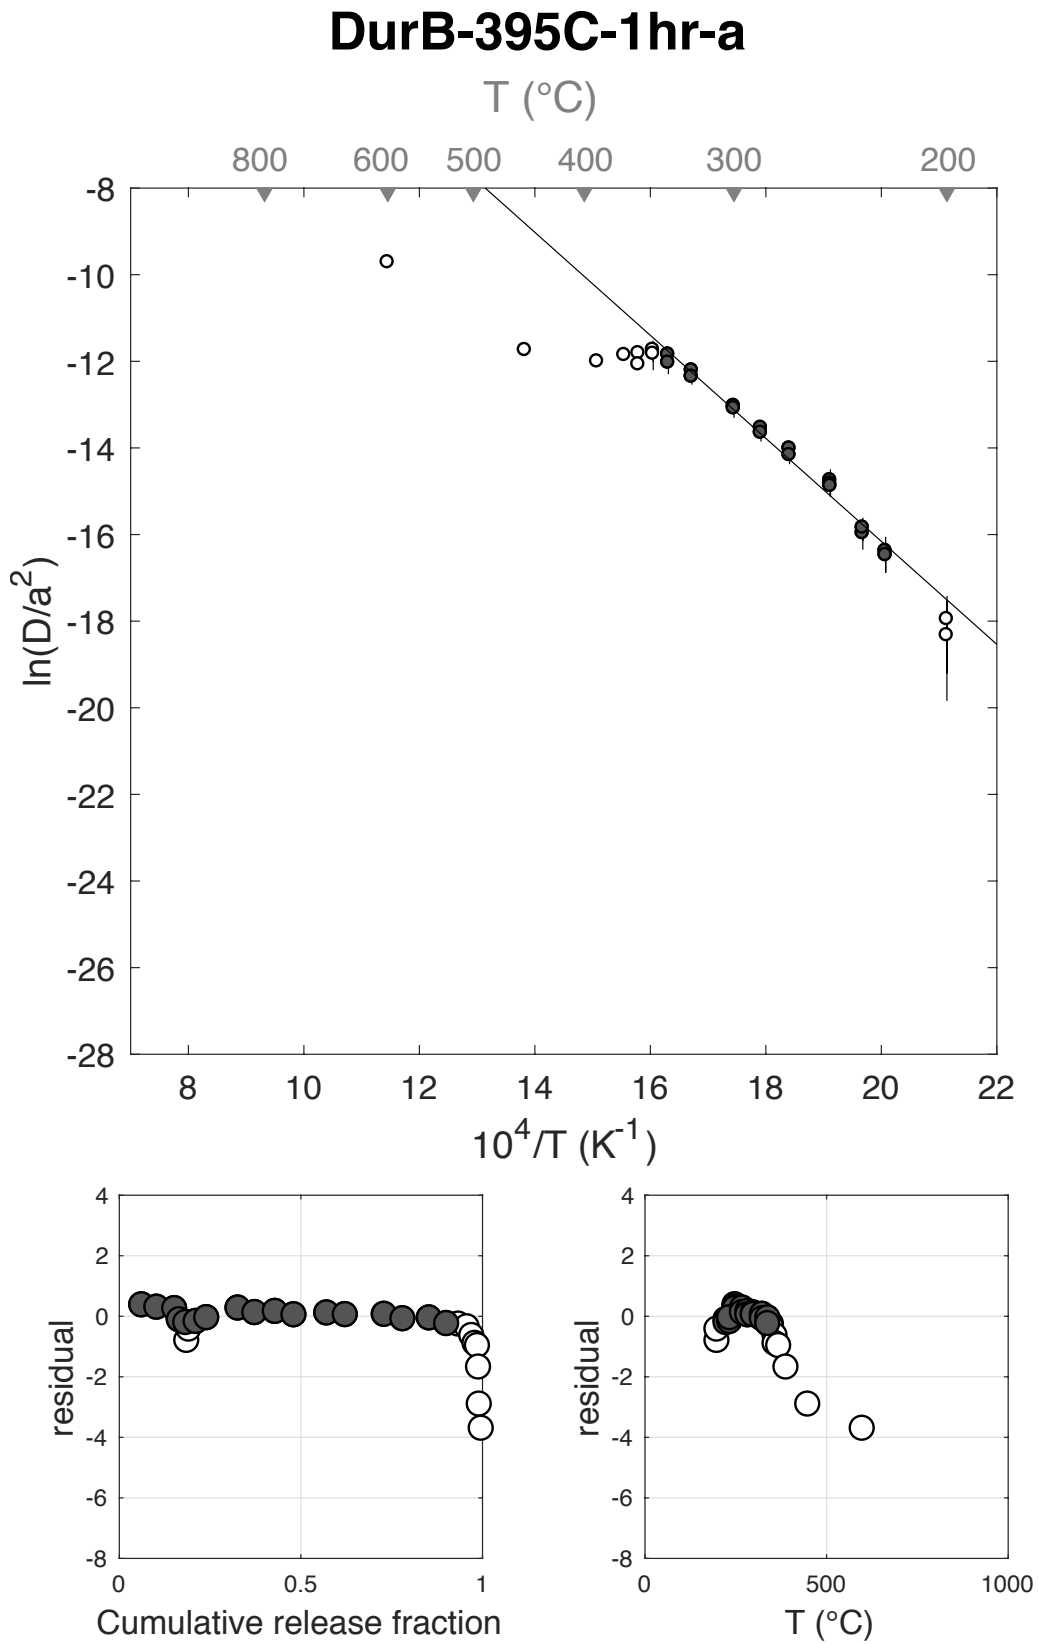 DurB-395C-1hr-a
T (°C)
800 600 500 400 300 200
-8
-10
-12
-14
-16
-18
-20
-22
-24
-26
-28
ln(D/a²)
8 10 12 14 16 18 20 22
10⁴/T (K⁻¹)
4
2
0
-2
-4
-6
-8
residual
0 0.5 1
Cumulative release fraction
4
2
0
-2
-4
-6
-8
residual
0 500 1000
T (°C)